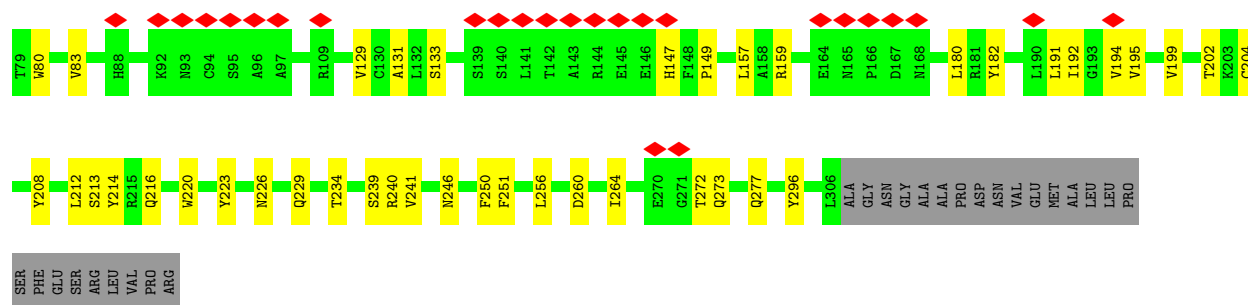 T79 W80 V83 H88 K92 N93 C94 S95 A96 A97 R109 V129 C130 A131 L132 S133 S139 S140 L141 T142 A143 R144 E145 E146 H147 F148 P149 L157 A158 R159 E164 N165 P166 D167 N168 L180 R181 Y182 L190 L191 I192 G193 V194 V195 V199 T202 K203 C204
Y208 L212 S213 Y214 R215 Q216 W220 Y223 N226 Q229 T234 S239 R240 V241 N246 F250 F251 L256 D260 I264 E270 G271 T272 Q273 Q277 Y296 L306 ALA GLY ASN GLY ALA ALA PRO ASP ASN VAL GLU MET ALA LEU LEU PRO
SER PHE GLU SER ARG LEU VAL PRO ARG